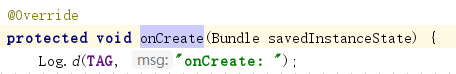 @Override
protected void onCreate(Bundle savedInstanceState) {
Log.d(TAG, msg: "onCreate: ");